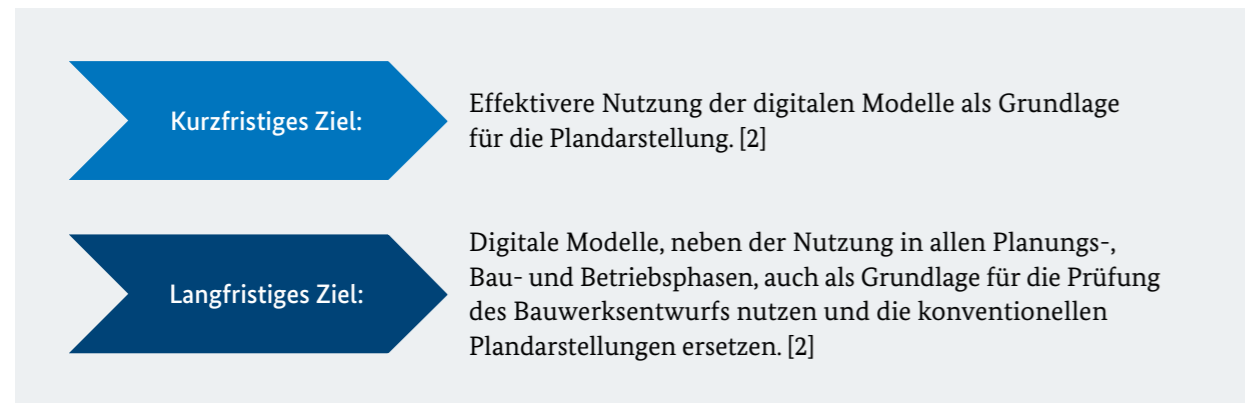 Kurzfristiges Ziel:
Effektivere Nutzung der digitalen Modelle als Grundlage
für die Plandarstellung. [2]
Langfristiges Ziel:
Digitale Modelle, neben der Nutzung in allen Planungs-,
Bau- und Betriebsphasen, auch als Grundlage für die Prüfung
des Bauwerksentwurfs nutzen und die konventionellen
Plandarstellungen ersetzen. [2]